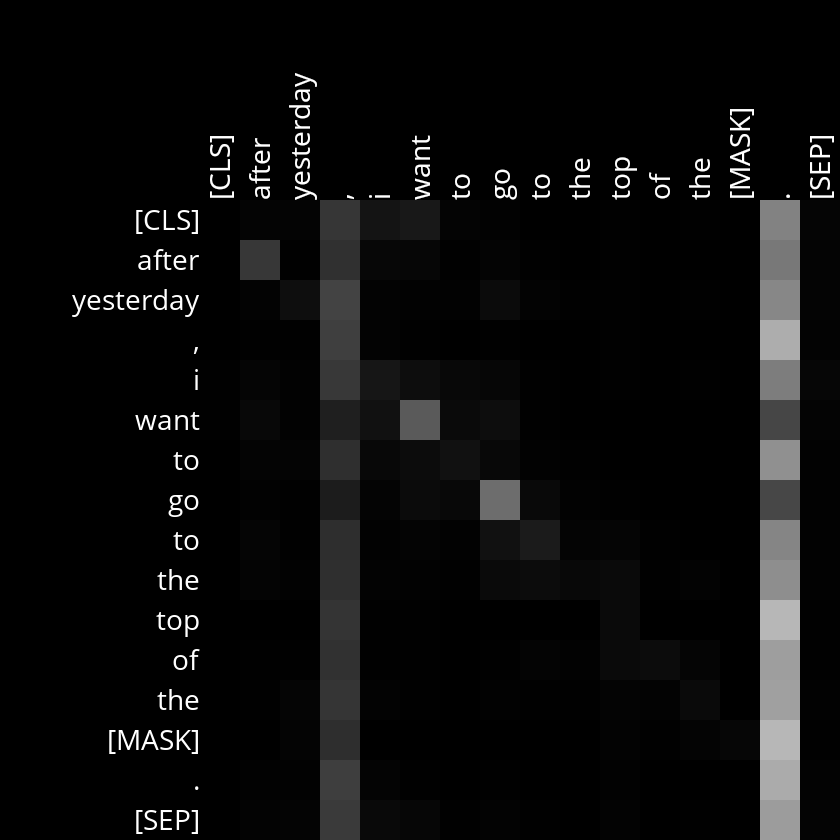 [CLS] after yesterday , i want to go to the top of the [MASK] . [SEP]
[CLS]
after
yesterday
,
i
want
to
go
to
the
top
of
the
[MASK]
.
[SEP]